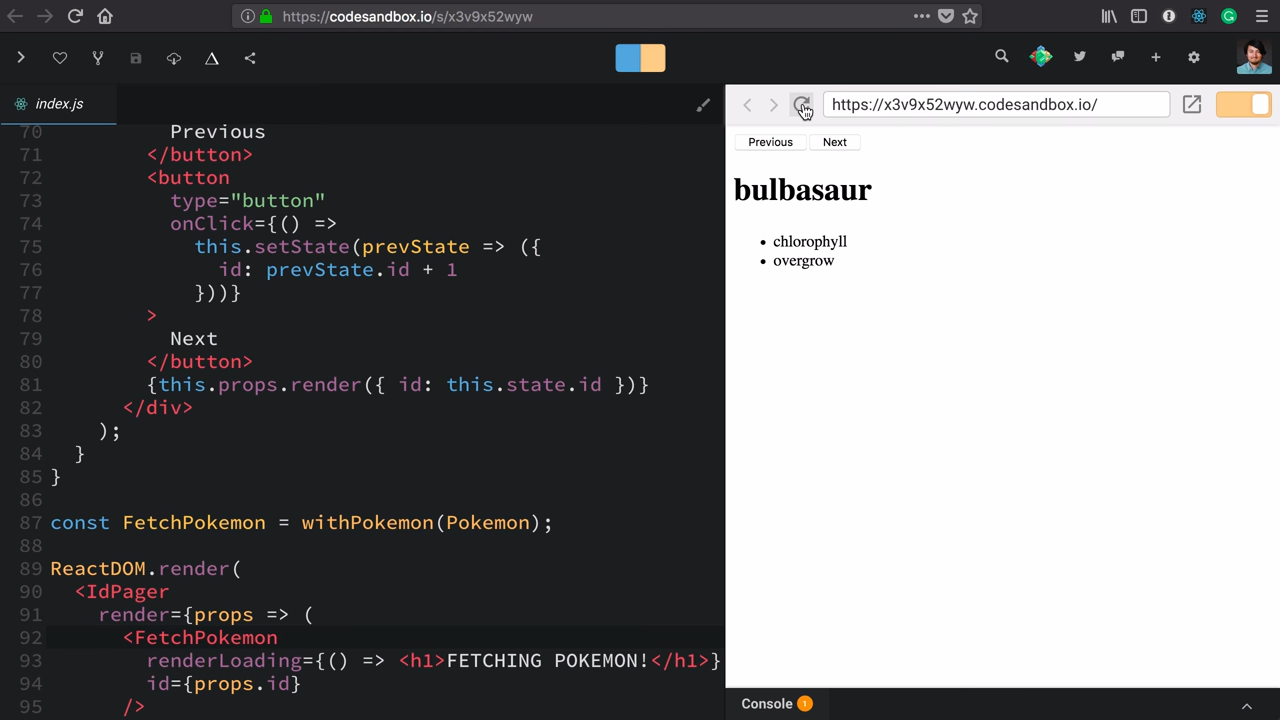 https://codesandbox.io/s/x3v9x52wyw
index.js
https://x3v9x52wyw.codesandbox.io/
70 Previous
71 </button>
72 <button
73 type="button"
74 onClick={() =>
75 this.setState(prevState => ({
76 id: prevState.id + 1
77 }))}
78 >
79 Next
80 </button>
81 {this.props.render({ id: this.state.id })}
82 </div>
83 );
84 }
85 }
86
87 const FetchPokemon = withPokemon(Pokemon);
88
89 ReactDOM.render(
90 <IdPager
91 render={props => (
92 <FetchPokemon
93 renderLoading={() => <h1>FETCHING POKEMON!</h1>}
94 id={props.id}
95 />
Previous Next
bulbasaur
• chlorophyll
• overgrow
Console 1